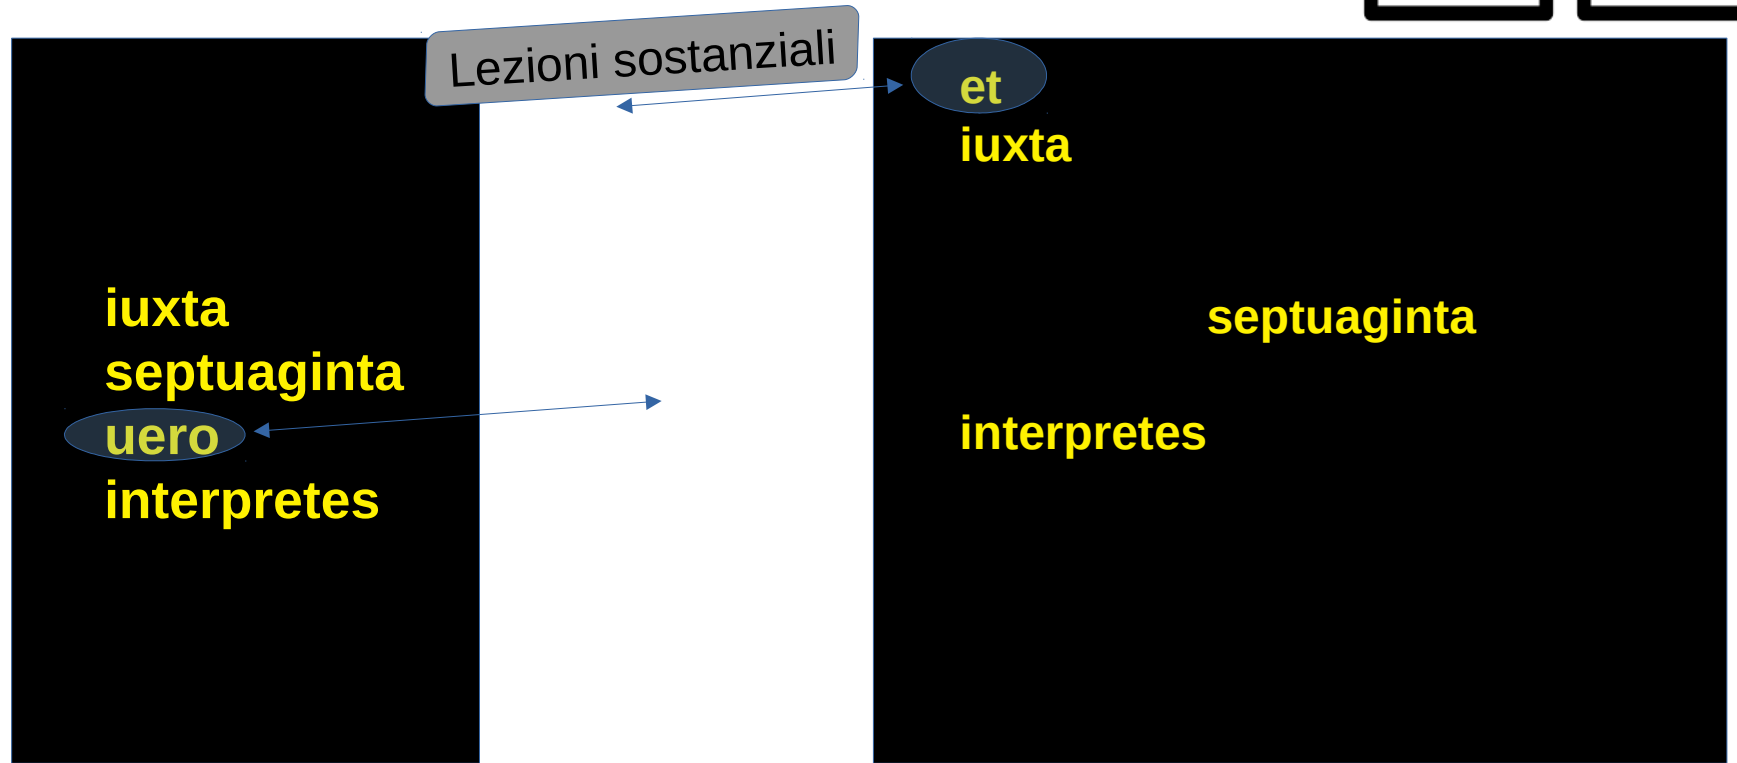 Lezioni sostanziali
iuxta
septuaginta
uero
interpretes
et
iuxta
septuaginta
interpretes